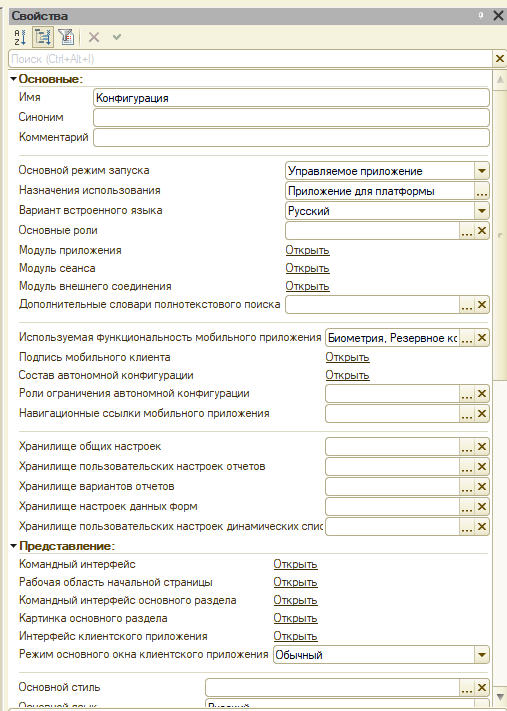 Свойства
Поиск (Ctrl+Alt+I)
Основные:
Имя Конфигурация
Синоним
Комментарий
Основной режим запуска Управляемое приложение
Назначения использования Приложение для платформы
Вариант встроенного языка Русский
Основные роли
Модуль приложения Открыть
Модуль сеанса Открыть
Модуль внешнего соединения Открыть
Дополнительные словари полнотекстового поиска
Используемая функциональность мобильного приложения Биометрия, Резервное кс
Подпись мобильного клиента Открыть
Состав автономной конфигурации Открыть
Роли ограничения автономной конфигурации
Навигационные ссылки мобильного приложения
Хранилище общих настроек
Хранилище пользовательских настроек отчетов
Хранилище вариантов отчетов
Хранилище настроек данных форм
Хранилище пользовательских настроек динамических спис
Представление:
Командный интерфейс Открыть
Рабочая область начальной страницы Открыть
Командный интерфейс основного раздела Открыть
Картинка основного раздела Открыть
Интерфейс клиентского приложения Открыть
Режим основного окна клиентского приложения Обычный
Основной стиль
Основной язык Русский